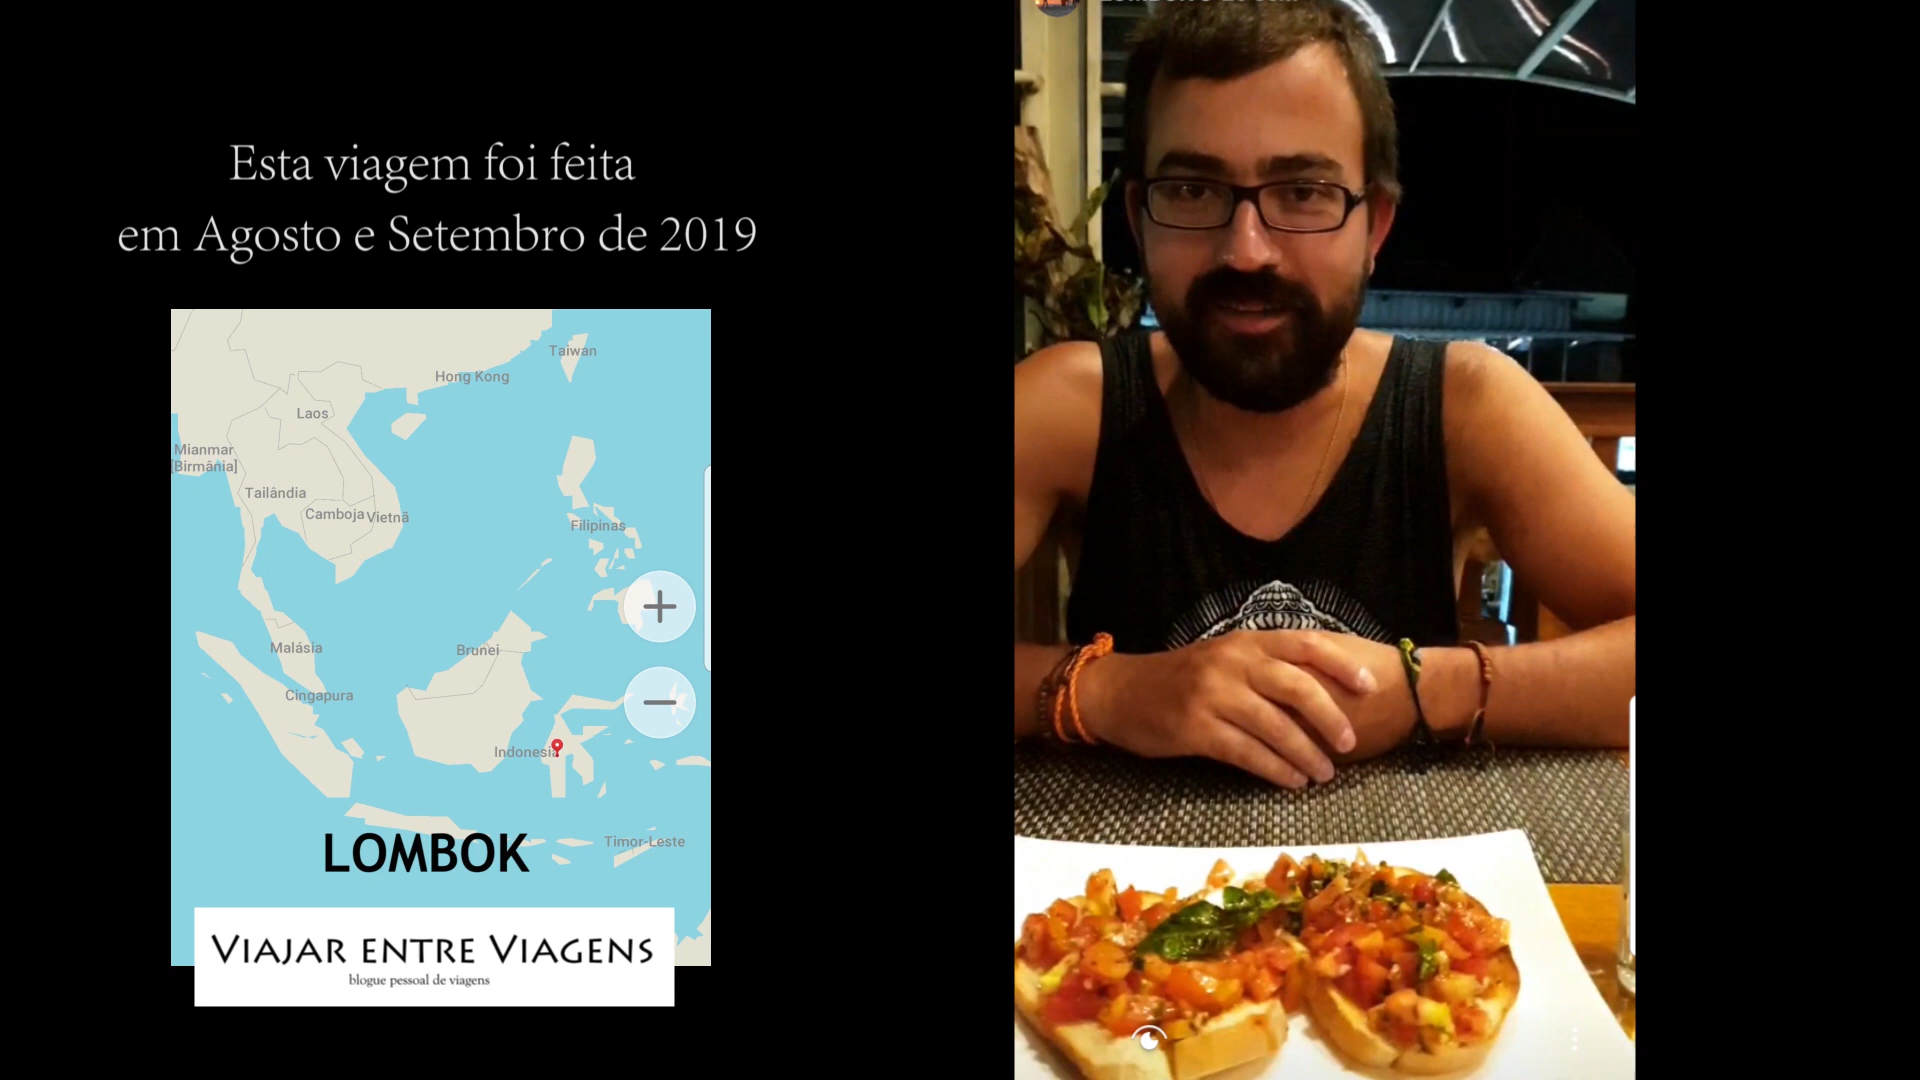 Esta viagem foi feita
em Agosto e Setembro de 2019
Taiwan
Hong Kong
Laos
Mianmar
[Birmânia]
Tailândia
Camboja
Vietnã
Filipinas
Malásia
Brunei
Cingapura
Indonesia
Timor-Leste
LOMBOK
VIAJAR ENTRE VIAGENS
blogue pessoal de viagens